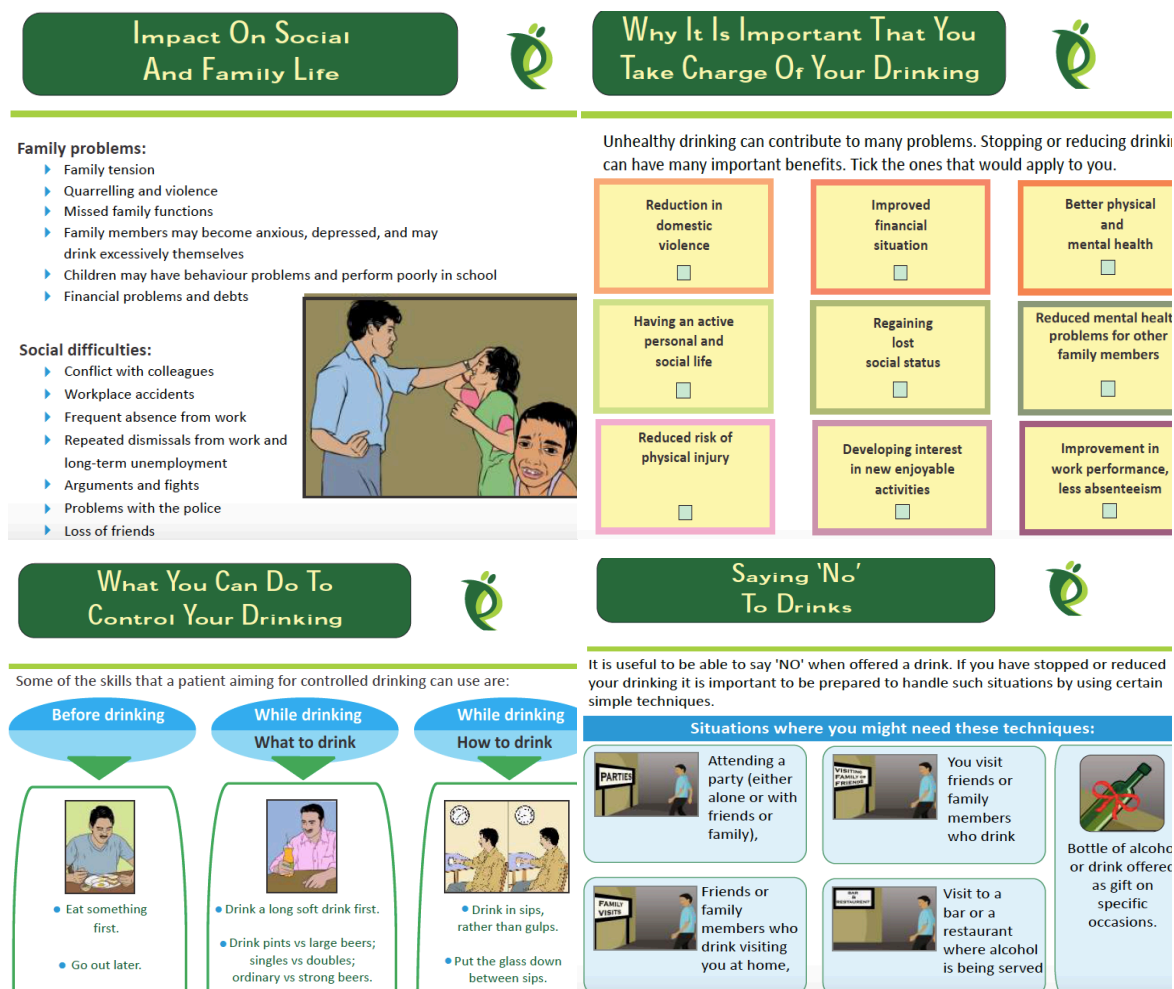 Impact On Social
And Family Life
Family problems:
Family tension
Quarrelling and violence
Missed family functions
Family members may become anxious, depressed, and may
drink excessively themselves
Children may have behaviour problems and perform poorly in school
Financial problems and debts
Social difficulties:
Conflict with colleagues
Workplace accidents
Frequent absence from work
Repeated dismissals from work and
long-term unemployment
Arguments and fights
Problems with the police
Loss of friends
Why It Is Important That You
Take Charge Of Your Drinking
Unhealthy drinking can contribute to many problems. Stopping or reducing drinkin
can have many important benefits. Tick the ones that would apply to you.
Reduction in
domestic
violence
Improved
financial
situation
Better physical
and
mental health
Having an active
personal and
social life
Regaining
lost
social status
Reduced mental healt
problems for other
family members
Reduced risk of
physical injury
Developing interest
in new enjoyable
activities
Improvement in
work performance,
less absenteeism
What You Can Do To
Control Your Drinking
Some of the skills that a patient aiming for controlled drinking can use are:
Before drinking
Eat something
first.
Go out later.
While drinking
What to drink
Drink a long soft drink first.
Drink pints vs large beers;
singles vs doubles;
ordinary vs strong beers.
While drinking
How to drink
Drink in sips,
rather than gulps.
Put the glass down
between sips.
Saying 'No'
To Drinks
It is useful to be able to say 'NO' when offered a drink. If you have stopped or reduced
your drinking it is important to be prepared to handle such situations by using certain
simple techniques.
Situations where you might need these techniques:
PARTIES
Attending a
party (either
alone or with
friends or
family),
VISITING
FAMILY OR
FRIENDS
You visit
friends or
family
members
who drink
Bottle of alcoho
or drink offered
as gift on
specific
occasions.
FAMILY
VISITS
Friends or
family
members who
drink visiting
you at home,
BAR
&
RESTAURANT
Visit to a
bar or a
restaurant
where alcohol
is being served